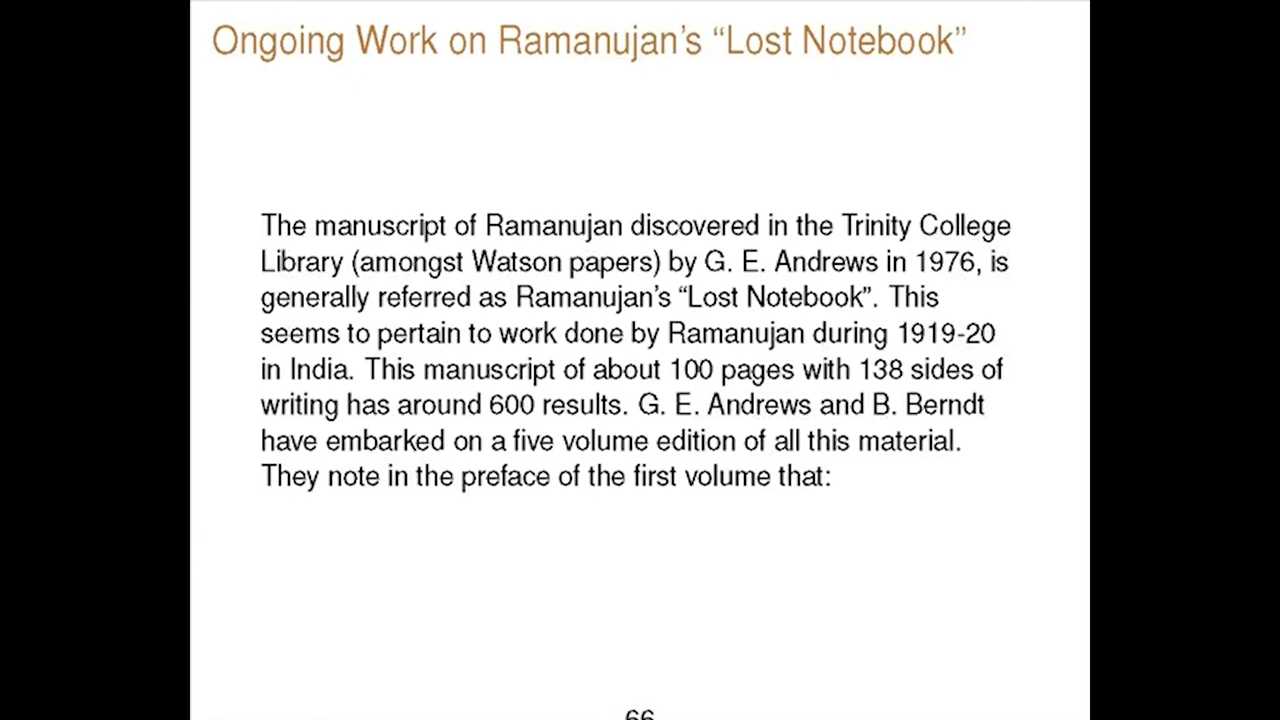 Ongoing Work on Ramanujan’s “Lost Notebook”
The manuscript of Ramanujan discovered in the Trinity College
Library (amongst Watson papers) by G. E. Andrews in 1976, is
generally referred as Ramanujan’s “Lost Notebook”. This
seems to pertain to work done by Ramanujan during 1919-20
in India. This manuscript of about 100 pages with 138 sides of
writing has around 600 results. G. E. Andrews and B. Berndt
have embarked on a five volume edition of all this material.
They note in the preface of the first volume that:
66